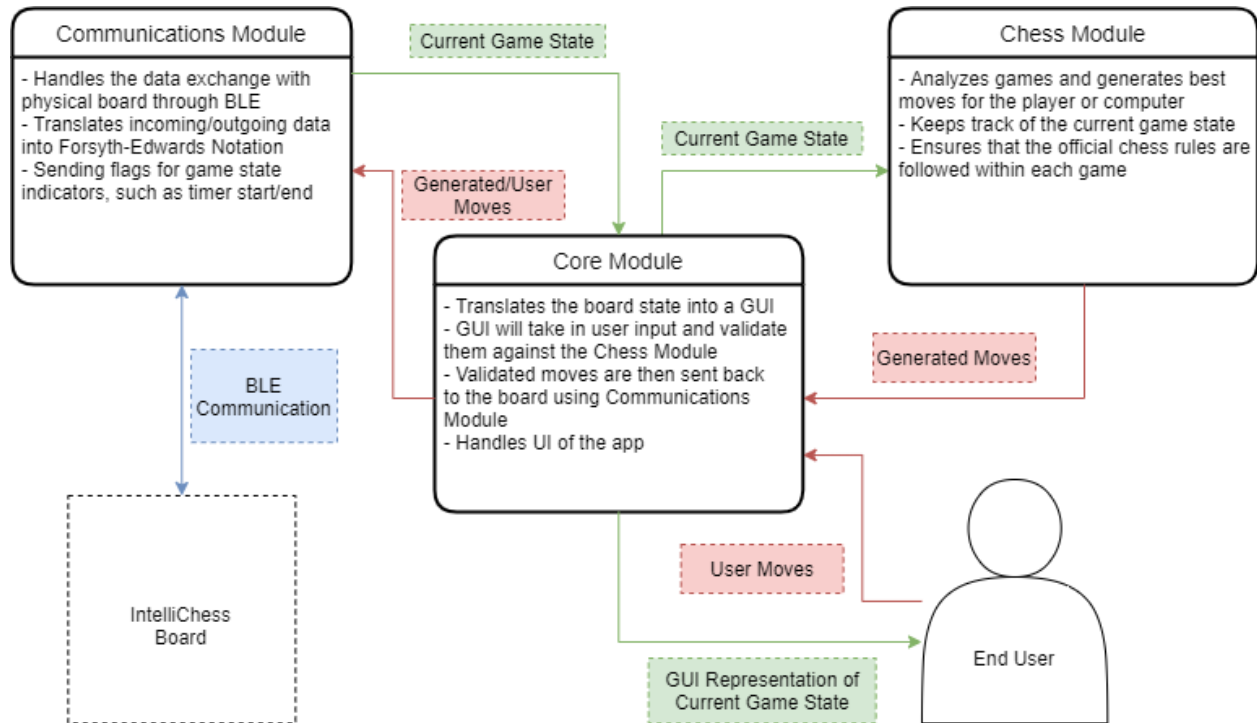 Communications Module
- Handles the data exchange with
physical board through BLE
- Translates incoming/outgoing data
into Forsyth-Edwards Notation
- Sending flags for game state
indicators, such as timer start/end
Current Game State
Chess Module
- Analyzes games and generates best
moves for the player or computer
- Keeps track of the current game state
- Ensures that the official chess rules are
followed within each game
Current Game State
Generated/User
Moves
Core Module
- Translates the board state into a GUI
- GUI will take in user input and validate
them against the Chess Module
- Validated moves are then sent back
to the board using Communications
Module
- Handles UI of the app
Generated Moves
BLE
Communication
IntelliChess
Board
User Moves
End User
GUI Representation of
Current Game State